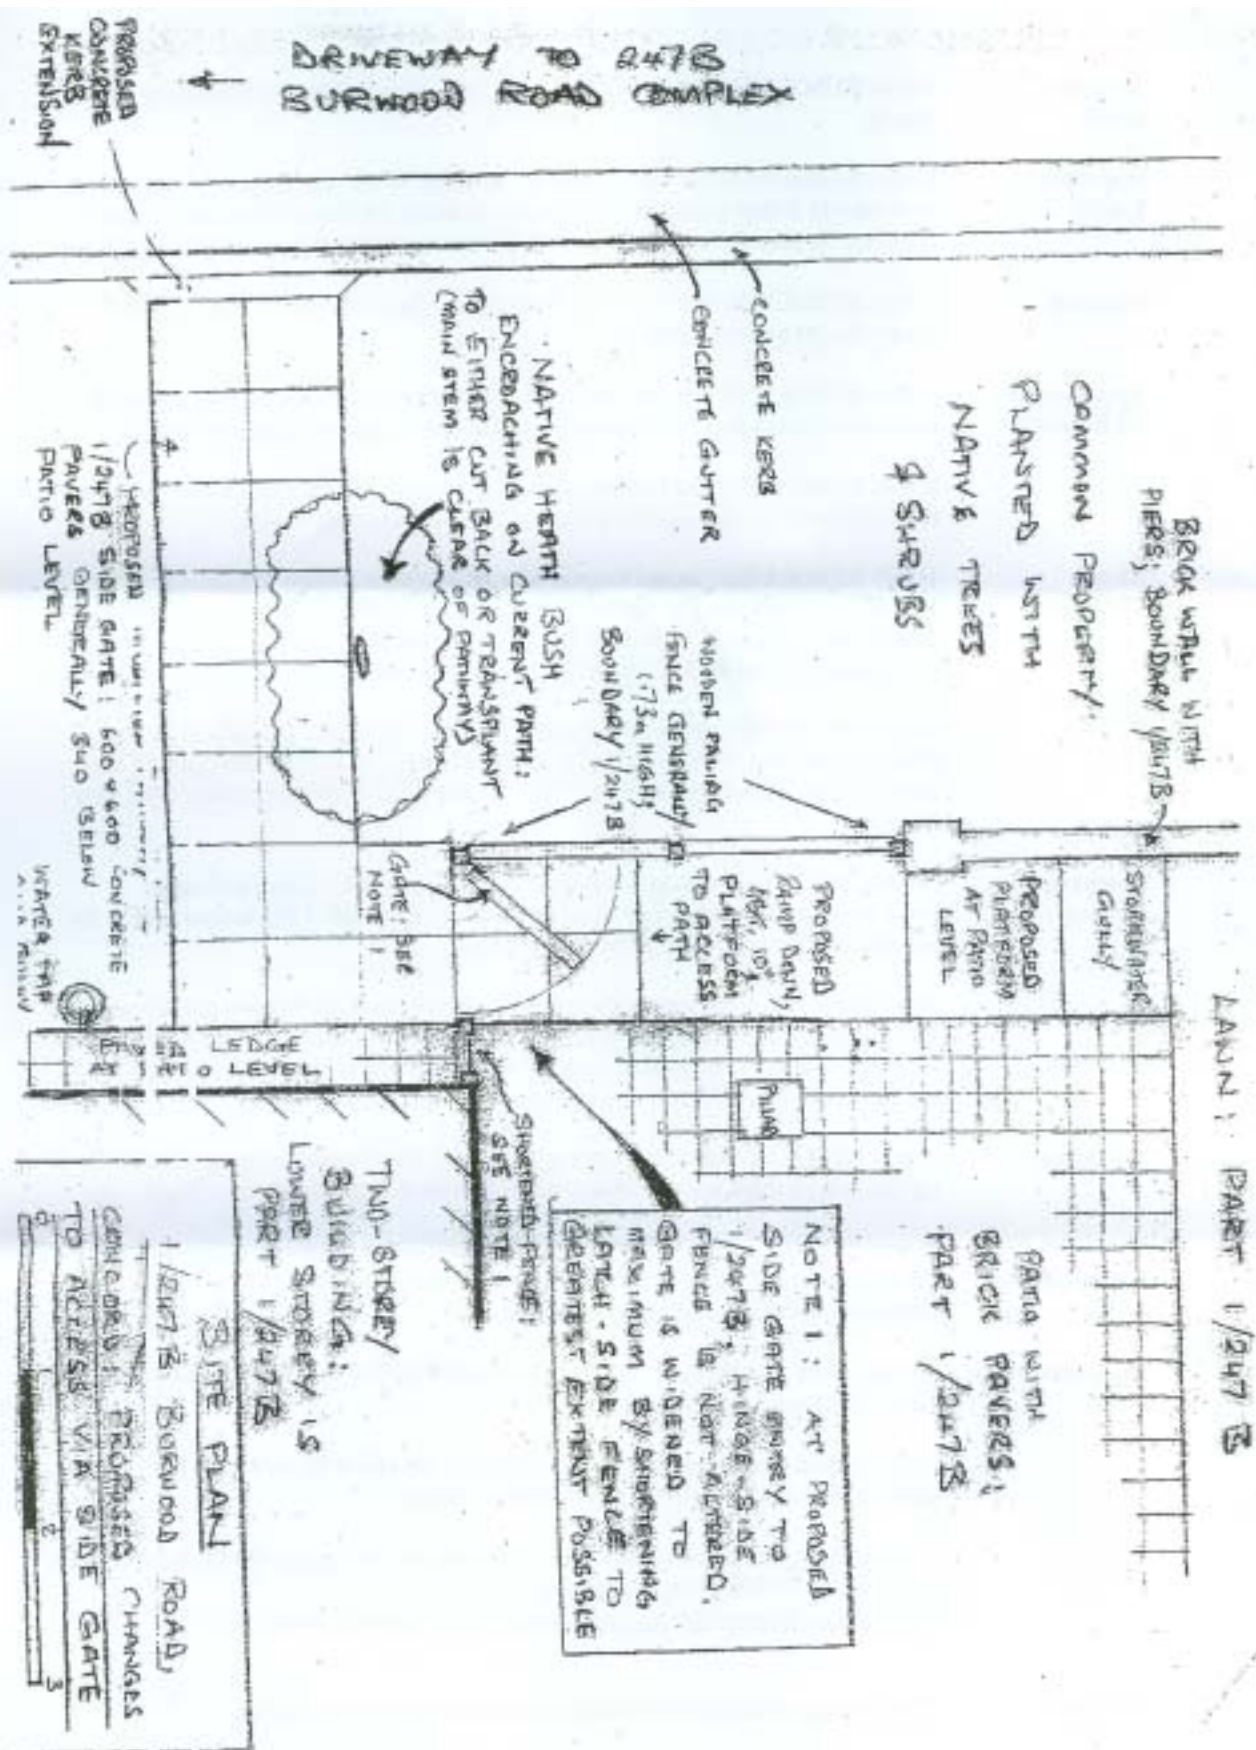 DRIVEWAY TO 247B
BURWOOD ROAD COMPLEX
PROPOSED
CONCRETE
KERB
EXTENSION
CONCRETE KERB
CONCRETE GUTTER
BRICK WALL WITH
PIERS; BOUNDARY 1/247B
COMMON PROPERTY:
PLANTED WITH
NATIVE TREES
& SHRUBS
NATIVE HEATH BUSH
ENCROACHING ON CURRENT PATH:
TO EITHER CUT BACK OR TRANSPLANT
(MAIN STEM IS CLEAR OF PATHWAY)
WOODEN PALING
FENCE GENERALLY
1.73m HIGH;
BOUNDARY 1/247B
PROPOSED
1/247B SIDE GATE: 600 x 600 CONCRETE
PAVERS GENERALLY 340 BELOW
PATIO LEVEL
WATER TAP
GATE: SEE
NOTE 1
PROPOSED
RAMP DOWN,
PLATFORM
TO ACCESS
PATH
PROPOSED
PLATFORM
AT PATIO
LEVEL
STORMWATER
GULLY
LAWN: PART 1/247B
LEDGE
AT PATIO LEVEL
PILLAR
SHORTENED FENCE:
SEE NOTE 1
TWO-STOREY
BUILDING:
LOWER STOREY IS
PART 1/247B
PATIO WITH
BRICK PAVERS:
PART 1/247B
NOTE 1: AT PROPOSED
SIDE GATE ENTRY TO
1/247B: HINGE-SIDE
FENCE IS NOT ALTERED.
GATE IS WIDENED TO
MAXIMUM BY SHORTENING
LATCH-SIDE FENCE TO
GREATEST EXTENT POSSIBLE
SITE PLAN
1/247B BURWOOD ROAD,
CONCORD: PROPOSED CHANGES
TO ACCESS VIA SIDE GATE
0 1 2 3